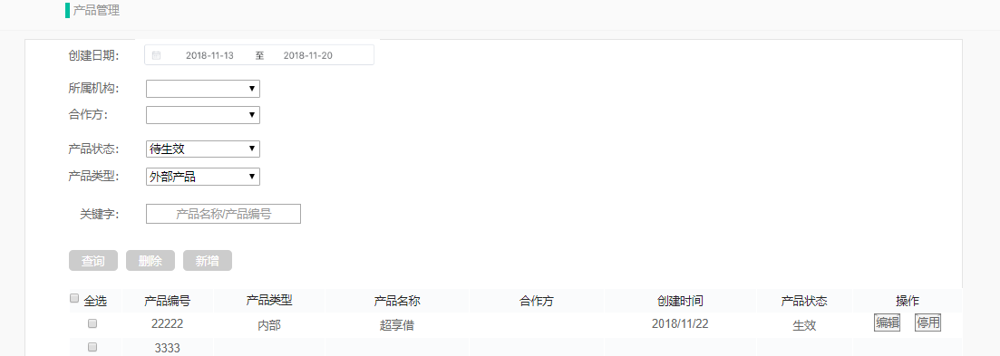 产品管理
创建日期： 2018-11-13 至 2018-11-20
所属机构：
合作方：
产品状态： 待生效
产品类型： 外部产品
关键字： 产品名称/产品编号
查询 删除 新增
全选 产品编号 产品类型 产品名称 合作方 创建时间 产品状态 操作
22222 内部 超享借 2018/11/22 生效 编辑 停用
3333